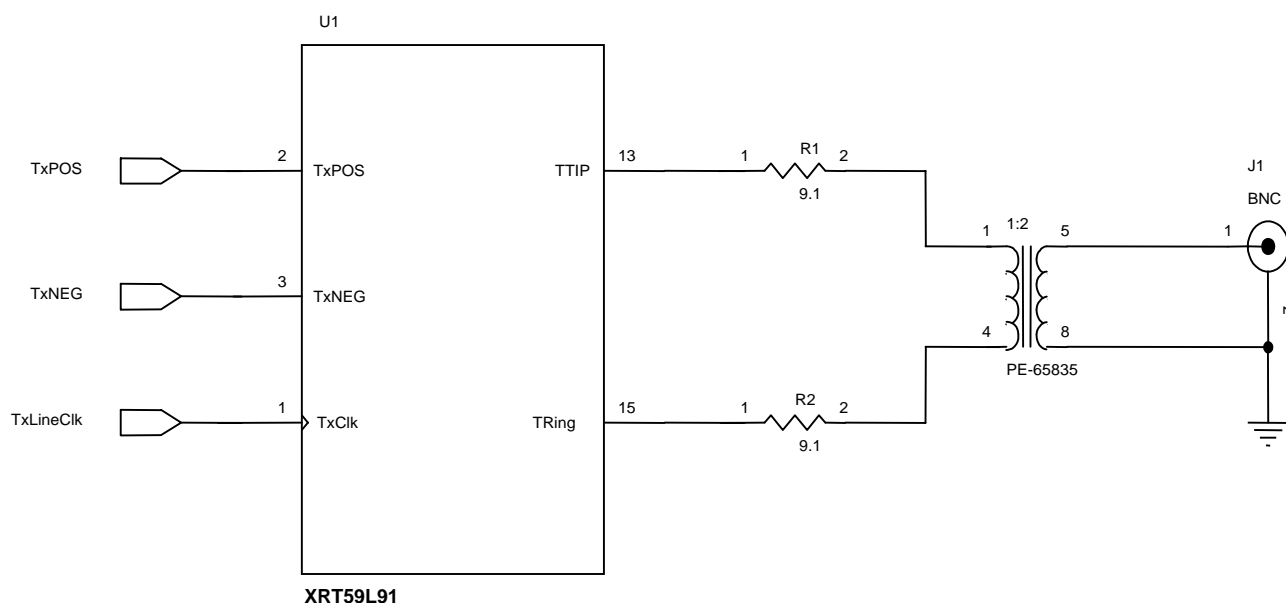 U1
TxPOS
2
TxPOS
TTIP
13
1
R1
2
9.1
J1
BNC
1
1:2
5
1
TxNEG
3
TxNEG
4
8
PE-65835
TxLineClk
1
TxClk
TRing
15
1
R2
2
9.1
XRT59L91